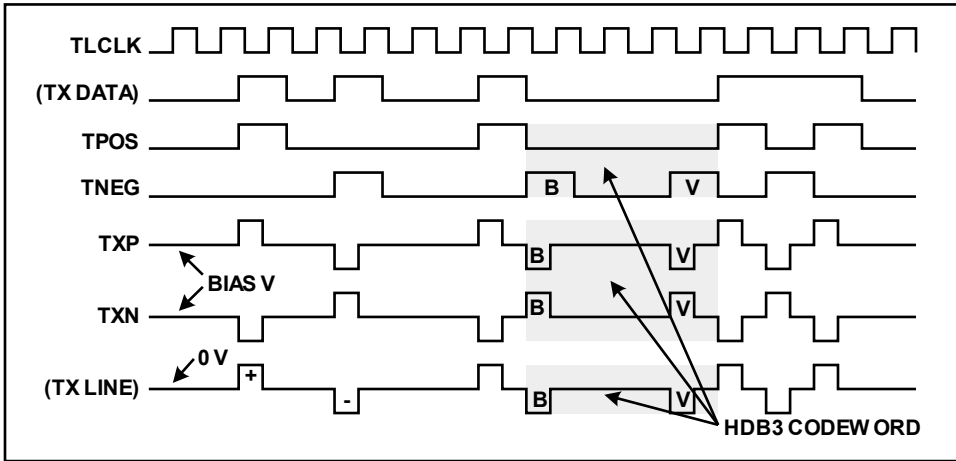 TLCLK
(TX DATA)
TPOS
TNEG B V
TXP B V
BIAS V
TXN B V
0 V
(TX LINE) + - B V
HDB3 CODEWORD